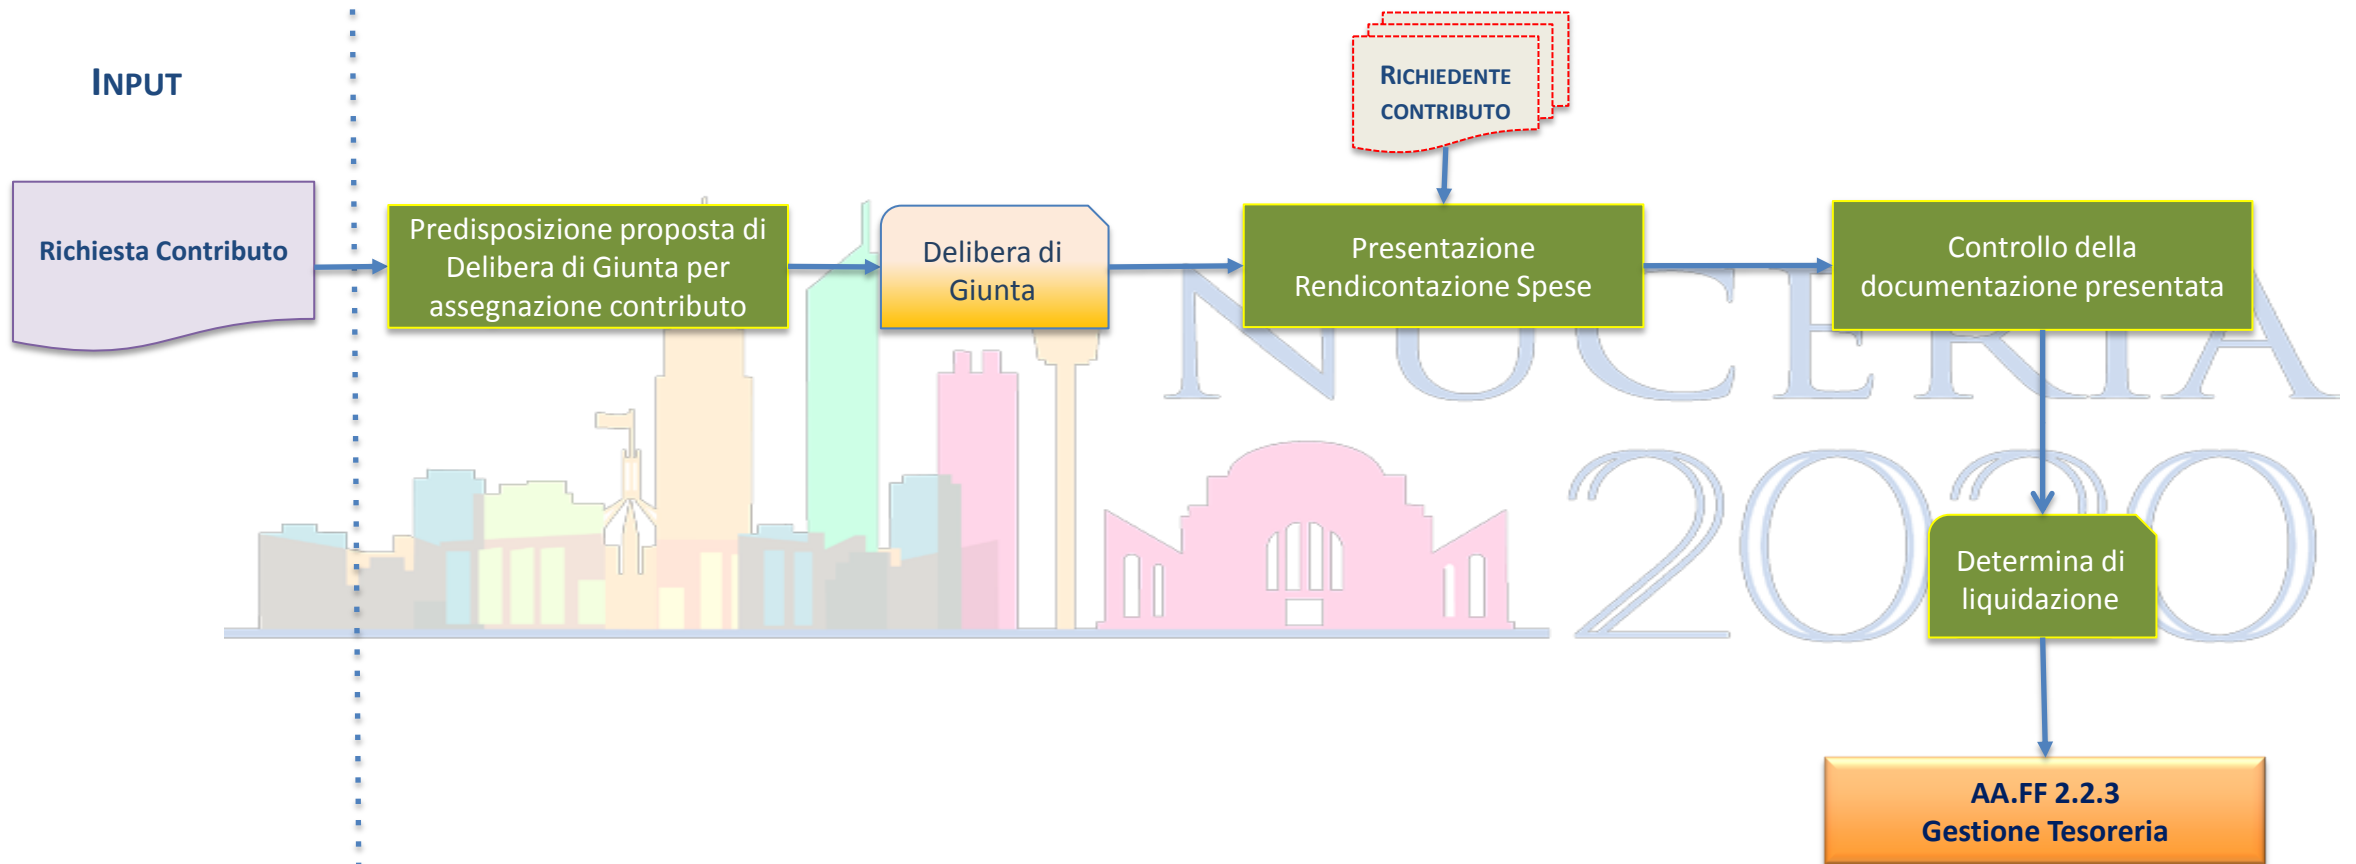 INPUT
RICHIEDENTE
CONTRIBUTO
Richiesta Contributo
Predisposizione proposta di
Delibera di Giunta per
assegnazione contributo
Delibera di
Giunta
Presentazione
Rendicontazione Spese
Controllo della
documentazione presentata
NUCERIA
2020
Determina di
liquidazione
AA.FF 2.2.3
Gestione Tesoreria